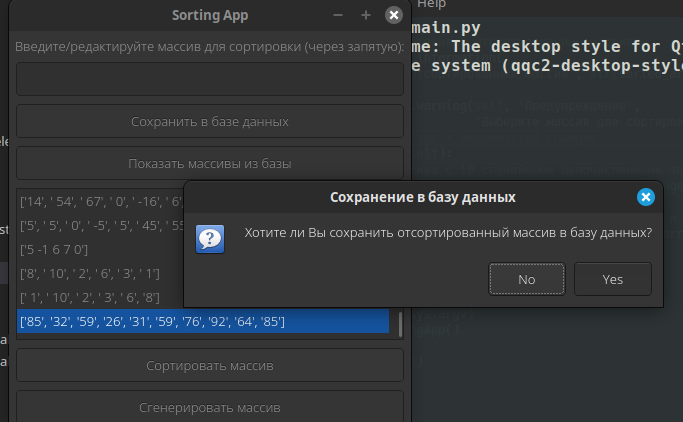 Sorting App
Help
Введите/редактируйте массив для сортировки (через запятую):
main.py
me: The desktop style for Q
e system (qqc2-desktop-style
Сохранить в базе данных
Показать массивы из базы
['14', ' 54', ' 67', ' 0', ' -16', ' 6'
['5', ' 5', ' 0', ' -5', ' 5', ' 45', ' 55
['5 -1 6 7 0']
['8', ' 10', ' 2', ' 6', ' 3', ' 1']
[' 1', ' 10', ' 2', ' 3', ' 6', '8']
['85', '32', '59', '26', '31', '59', '76', '92', '64', '85']
Сохранение в базу данных
Хотите ли Вы сохранить отсортированный массив в базу данных?
No
Yes
Сортировать массив
Сгенерировать массив